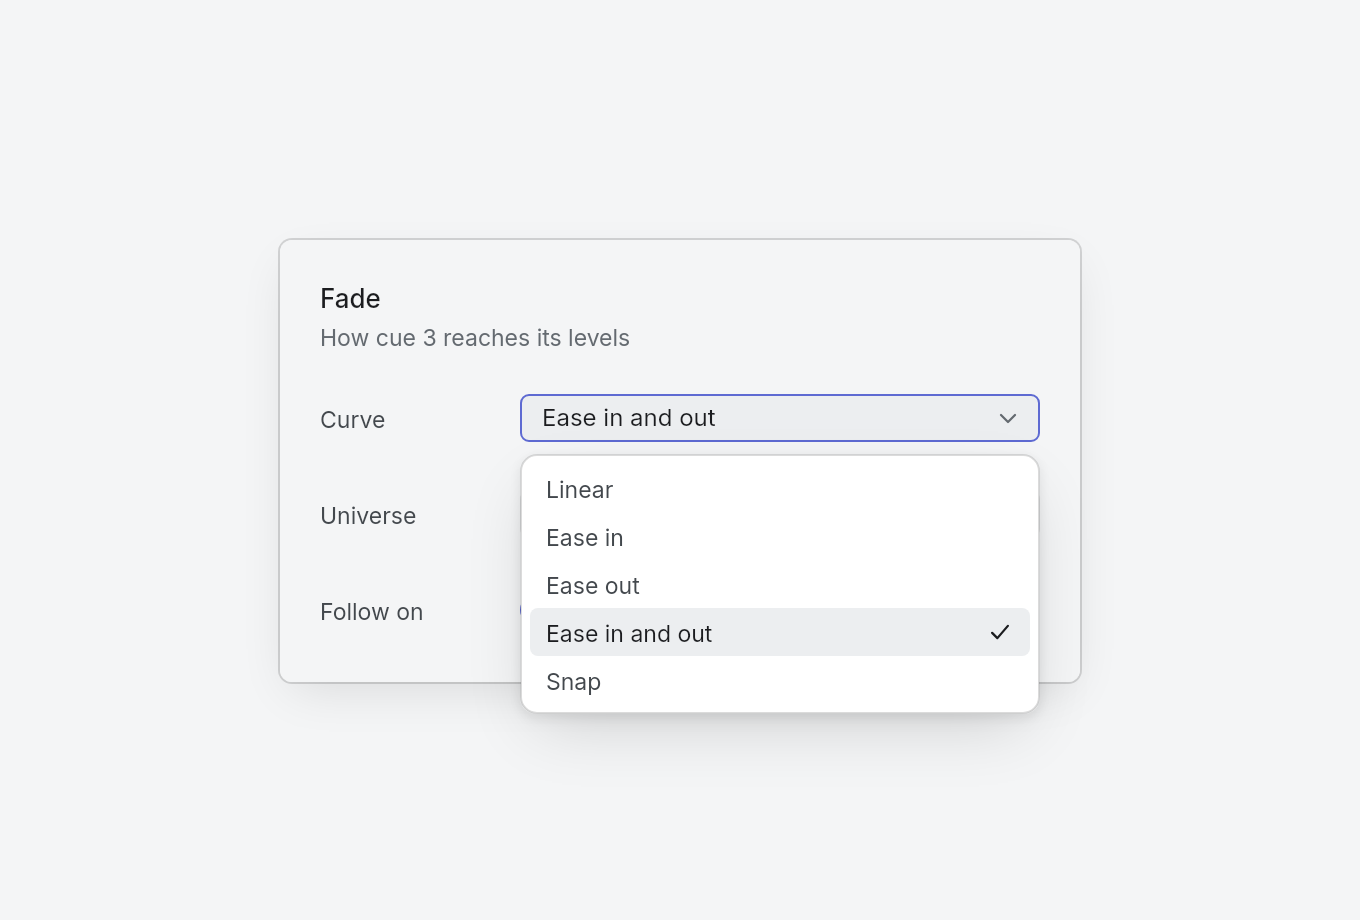 Fade
How cue 3 reaches its levels
Curve
Ease in and out
Linear
Universe
Ease in
Ease out
Follow on
Ease in and out
Snap